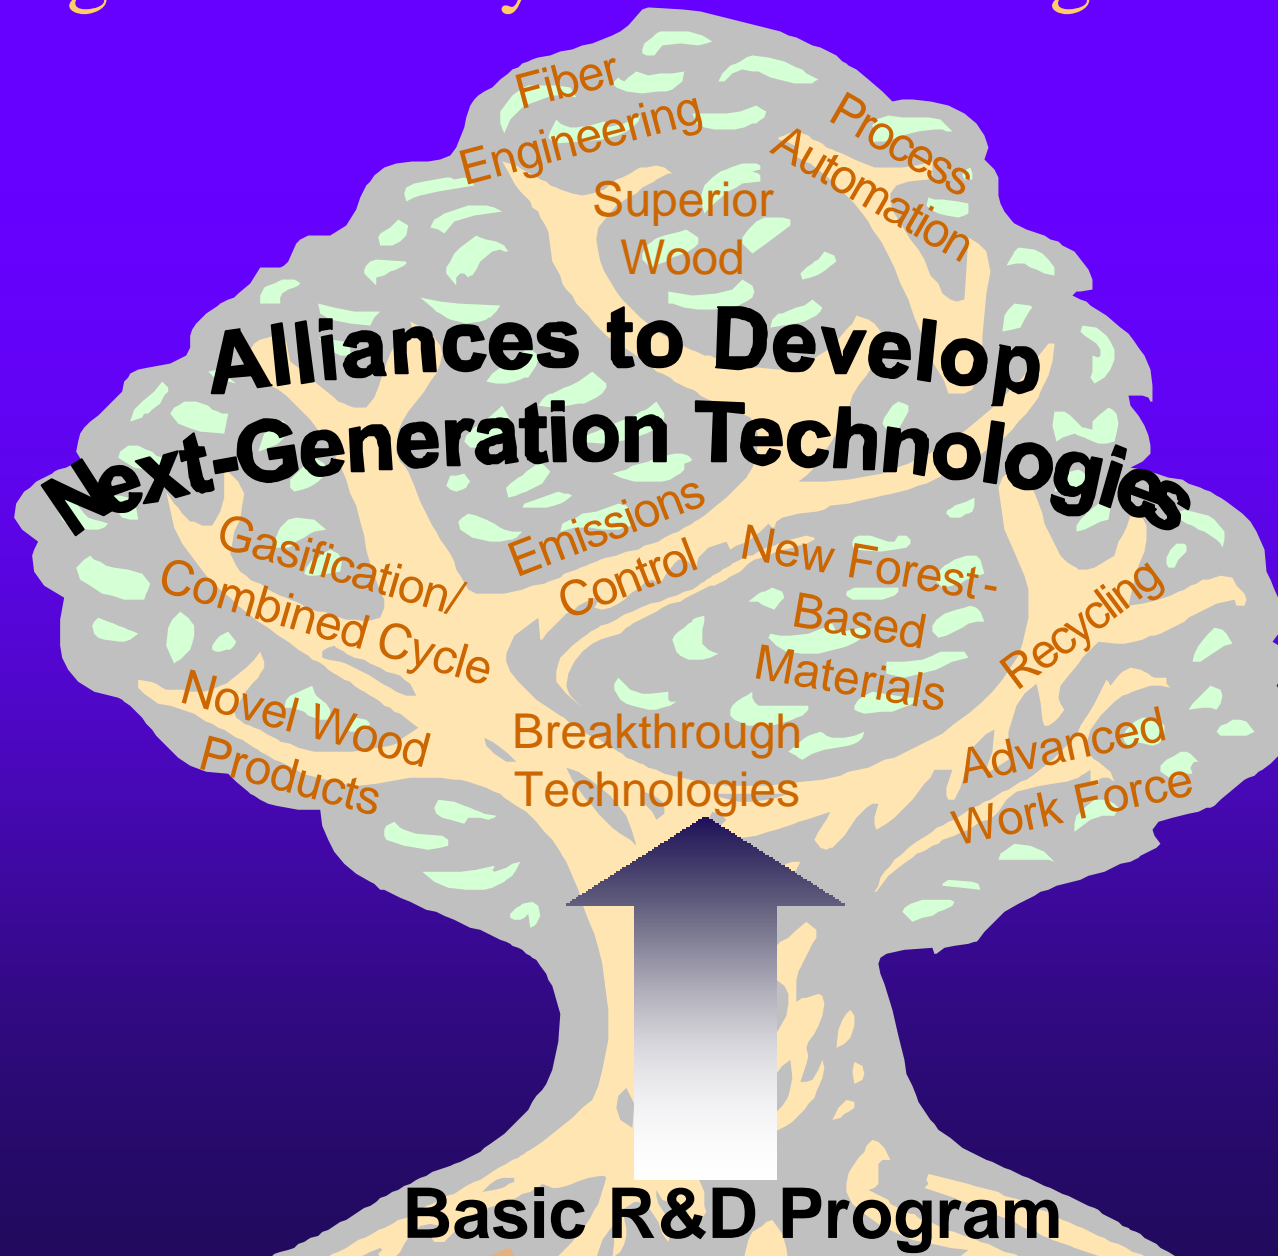 Fiber
Engineering
Process
Automation
Superior
Wood
Alliances to Develop
Next-Generation Technologies
Gasification/
Combined Cycle
Emissions
Control
New Forest-
Based
Materials
Recycling
Novel Wood
Products
Breakthrough
Technologies
Advanced
Work Force
Basic R&D Program